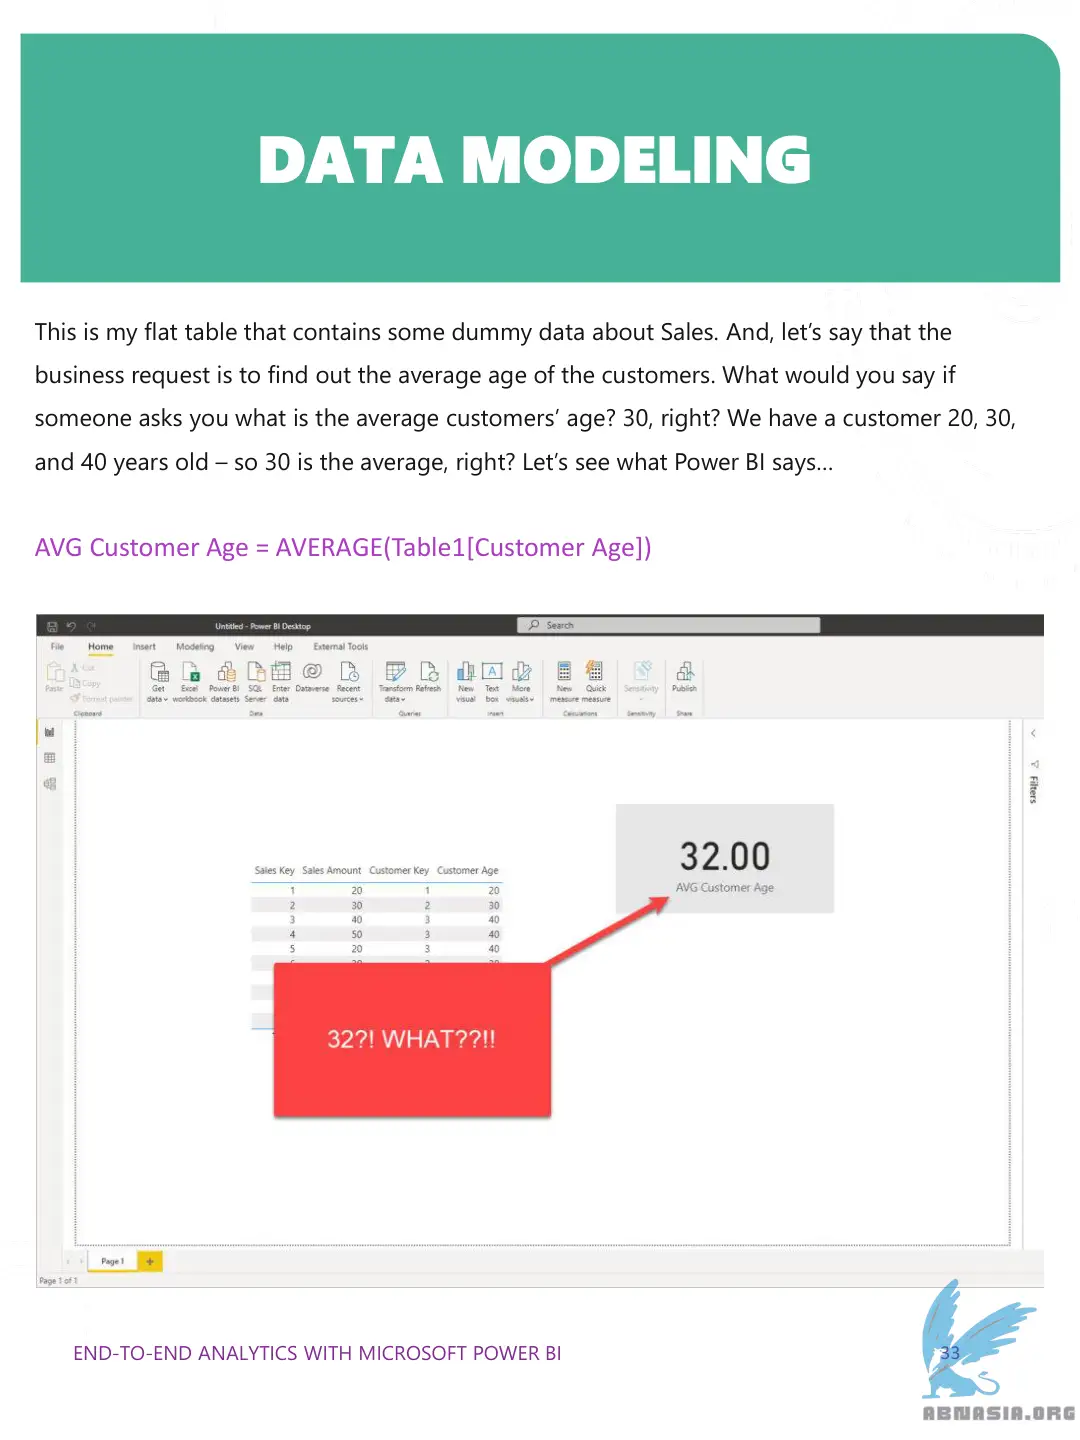 DATA MODELING
This is my flat table that contains some dummy data about Sales. And, let's say that the
business request is to find out the average age of the customers. What would you say if
someone asks you what is the average customers' age? 30, right? We have a customer 20, 30,
and 40 years old – so 30 is the average, right? Let's see what Power BI says...
AVG Customer Age = AVERAGE(Table1[Customer Age])
Untitled - Power BI Desktop
Search
File Home Insert Modeling View Help External Tools
Paste
Cut
Copy
Format painter
Get data
Excel workbook
Power BI datasets
SQL Server
Enter data
Dataverse
Recent sources
Transform data
Refresh
New visual
Text box
More visuals
New measure
Quick measure
Sensitivity
Publish
Clipboard Data Queries Insert Calculations Sensitivity Share
Filters
32.00
AVG Customer Age
Sales Key Sales Amount Customer Key Customer Age
1 20 1 20
2 30 2 30
3 40 3 40
4 50 3 40
5 20 3 40
32?! WHAT??!!
Page 1 +
Page 1 of 1
END-TO-END ANALYTICS WITH MICROSOFT POWER BI
33
ABNASIA.ORG